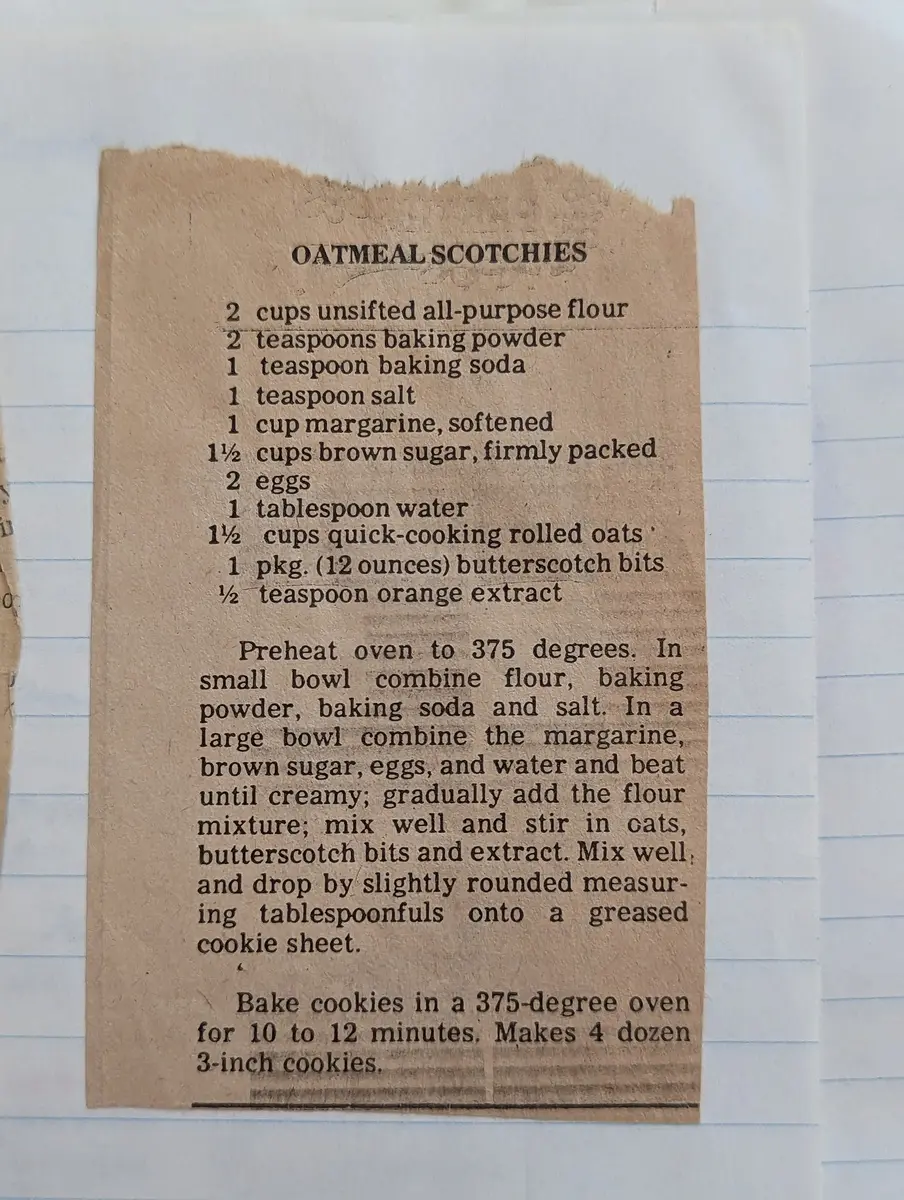 OATMEAL SCOTCHIES
2 cups unsifted all-purpose flour
2 teaspoons baking powder
1 teaspoon baking soda
1 teaspoon salt
1 cup margarine, softened
1½ cups brown sugar, firmly packed
2 eggs
1 tablespoon water
1½ cups quick-cooking rolled oats
1 pkg. (12 ounces) butterscotch bits
½ teaspoon orange extract
Preheat oven to 375 degrees. In
small bowl combine flour, baking
powder, baking soda and salt. In a
large bowl combine the margarine,
brown sugar, eggs, and water and beat
until creamy; gradually add the flour
mixture; mix well and stir in oats,
butterscotch bits and extract. Mix well
and drop by slightly rounded measur-
ing tablespoonfuls onto a greased
cookie sheet.
Bake cookies in a 375-degree oven
for 10 to 12 minutes. Makes 4 dozen
3-inch cookies.